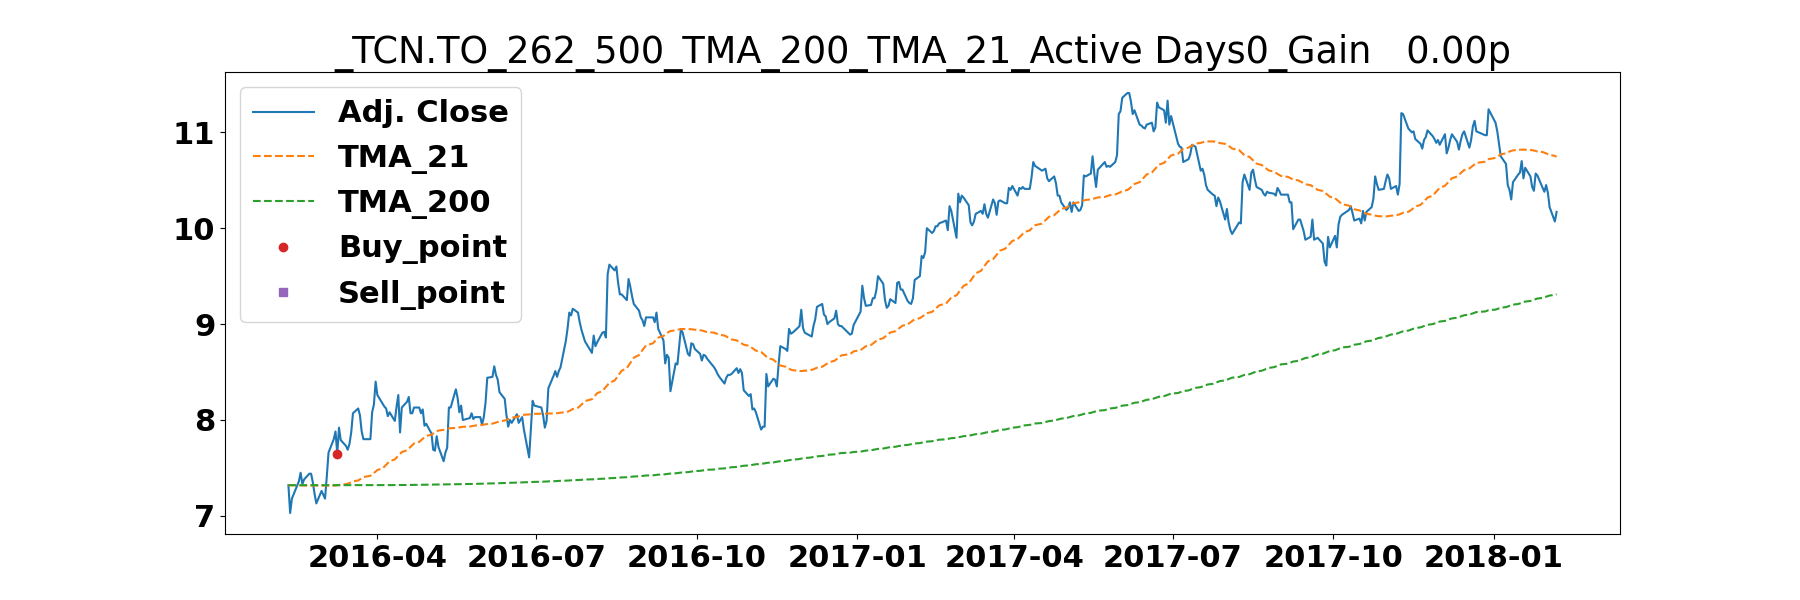 _TCN.TO_262_500_TMA_200_TMA_21_Active Days0_Gain   0.00p
Adj. Close
TMA_21
TMA_200
Buy_point
Sell_point
11
10
9
8
7
2016-04 2016-07 2016-10 2017-01 2017-04 2017-07 2017-10 2018-01